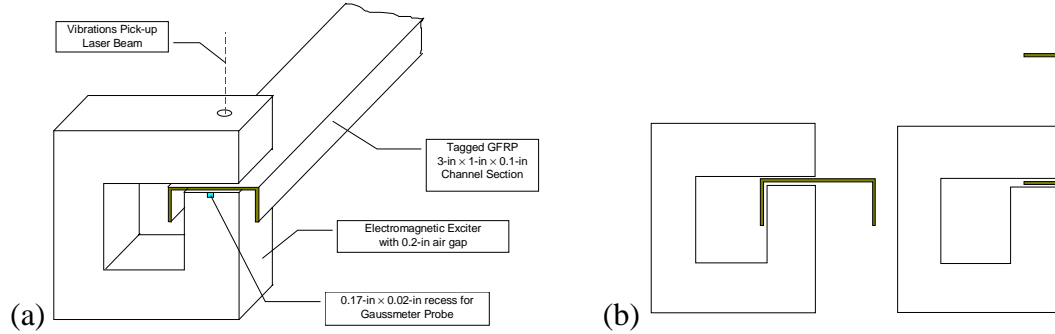 Vibrations Pick-up
Laser Beam
Tagged GFRP
3-in × 1-in × 0.1-in
Channel Section
Electromagnetic Exciter
with 0.2-in air gap
0.17-in × 0.02-in recess for
Gaussmeter Probe
(a)
(b)